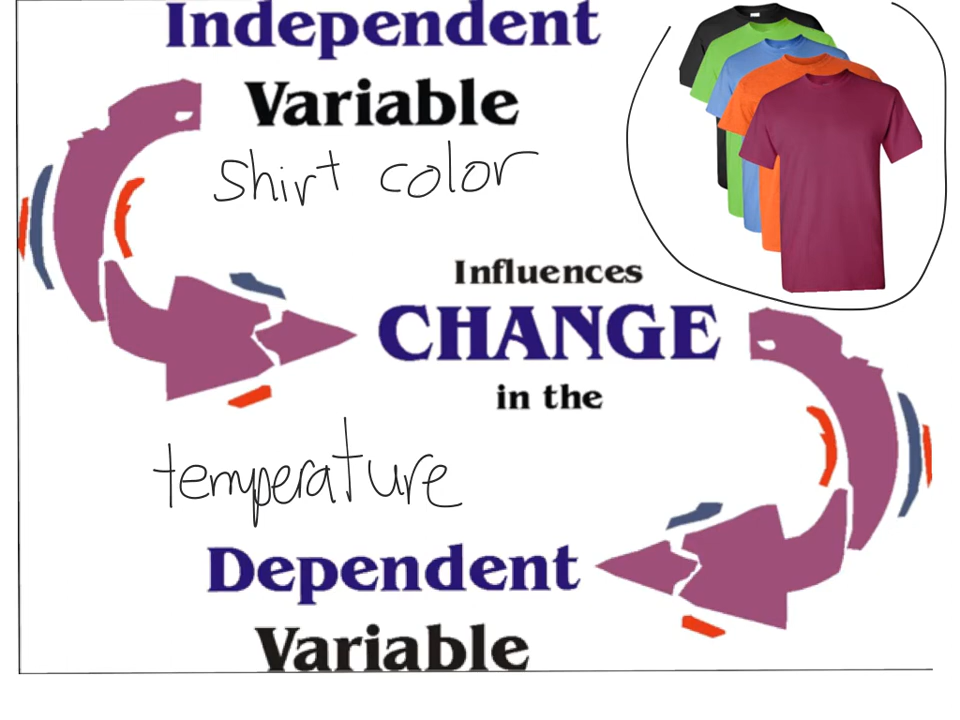 Independent
Variable
shirt color
Influences
CHANGE
in the
temperature
Dependent
Variable